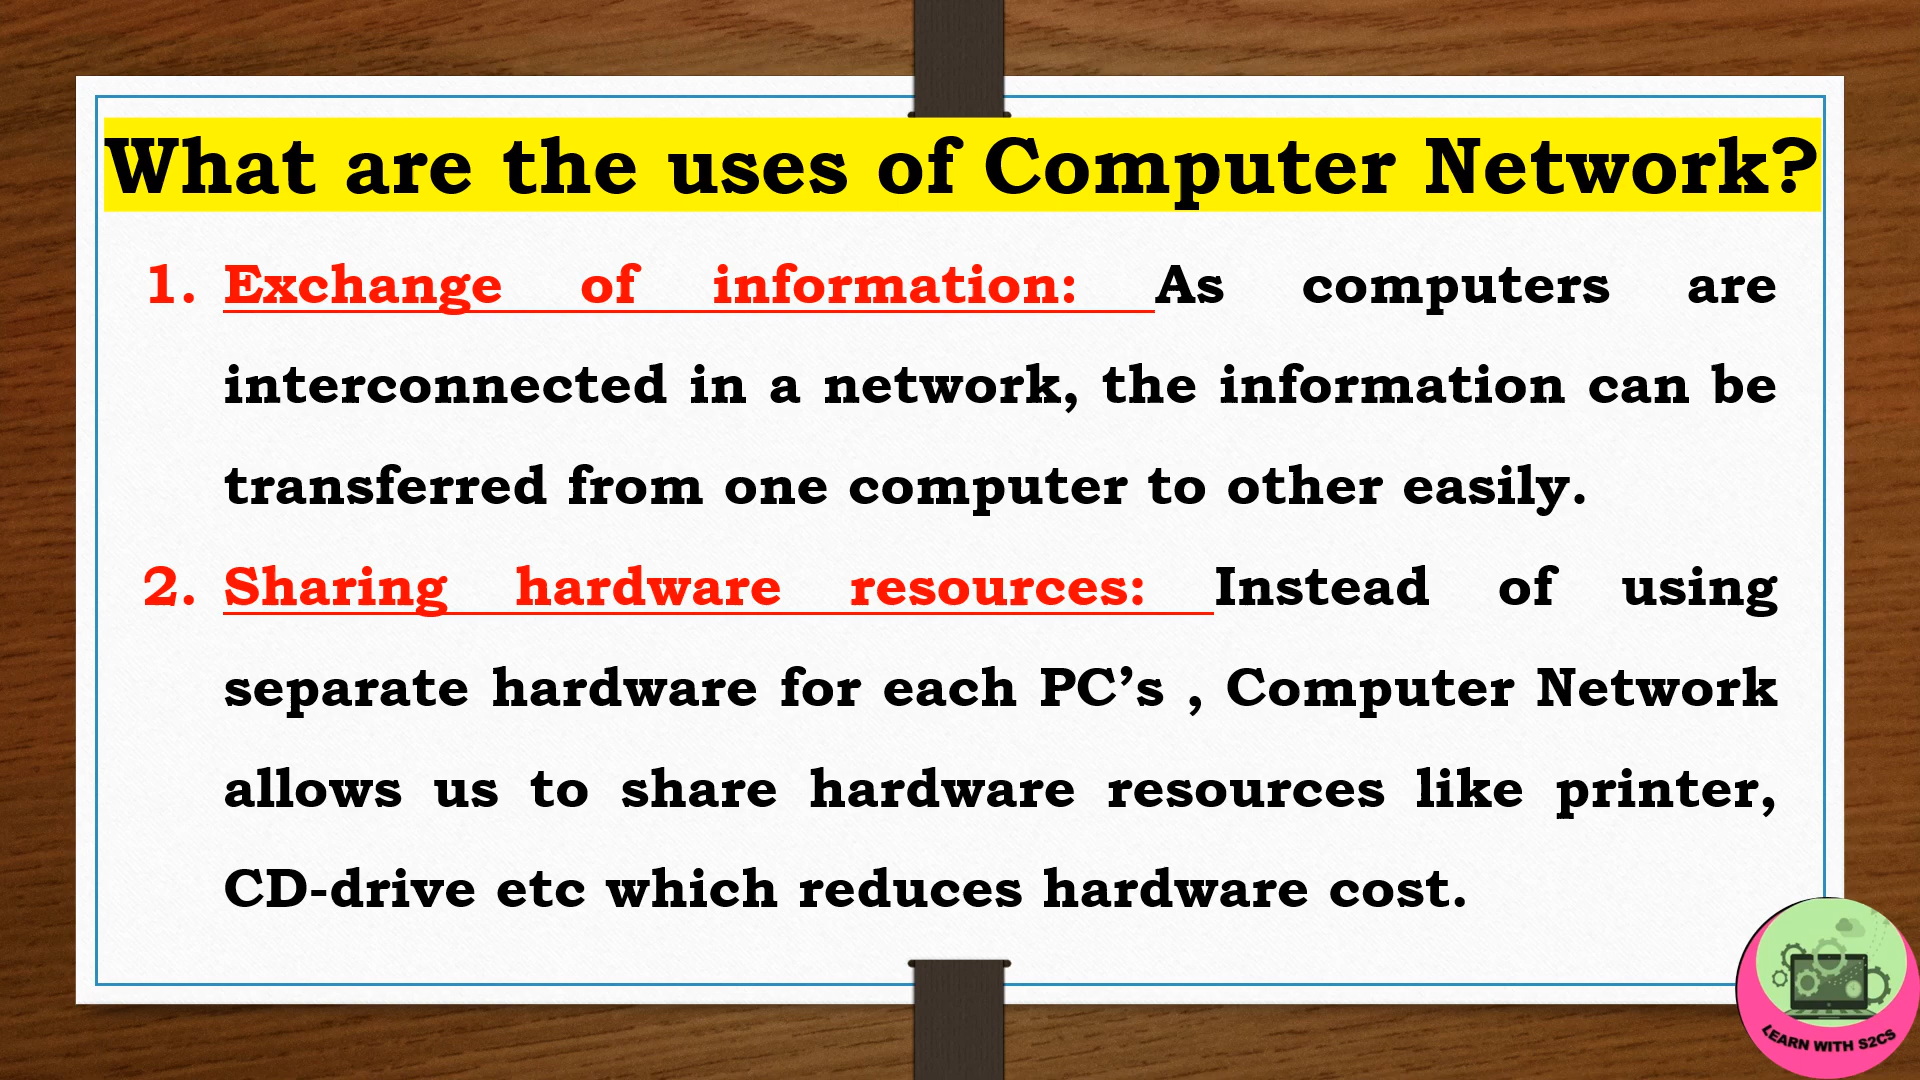 What are the uses of Computer Network?
1. Exchange of information: As computers are
interconnected in a network, the information can be
transferred from one computer to other easily.
2. Sharing hardware resources: Instead of using
separate hardware for each PC’s , Computer Network
allows us to share hardware resources like printer,
CD-drive etc which reduces hardware cost.
LEARN WITH S2CS